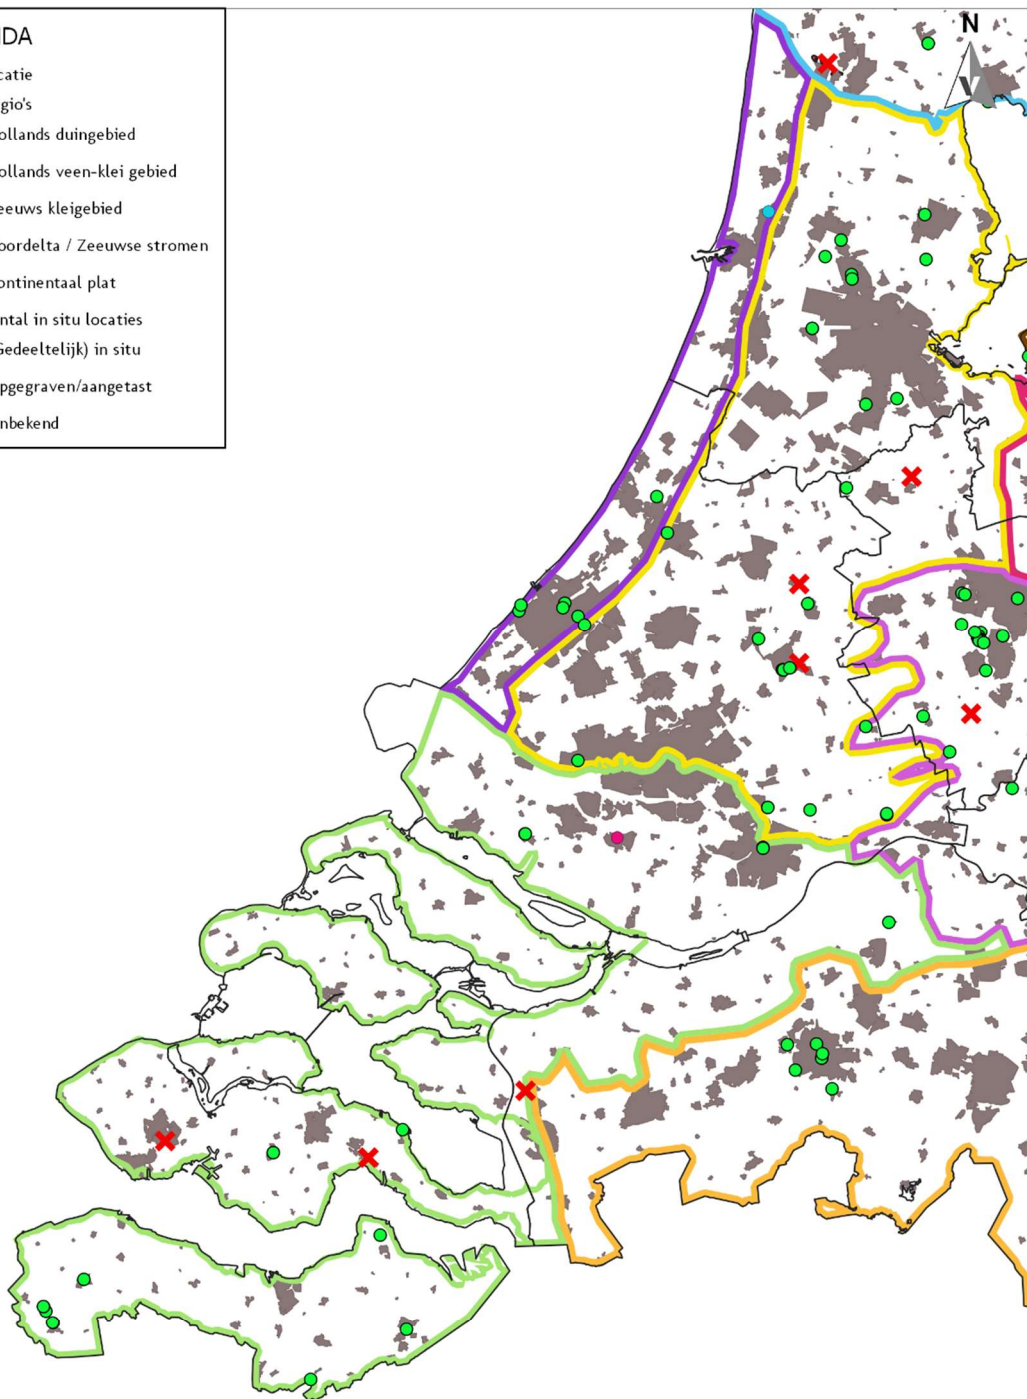 NDA
catie
gio's
ollands duingebied
ollands veen-klei gebied
eeuws kleigebied
oordelta / Zeeuwse stromen
ontinentaal plat
ntal in situ locaties
Gedeeltelijk) in situ
pgegraven/aangetast
nbekend
N